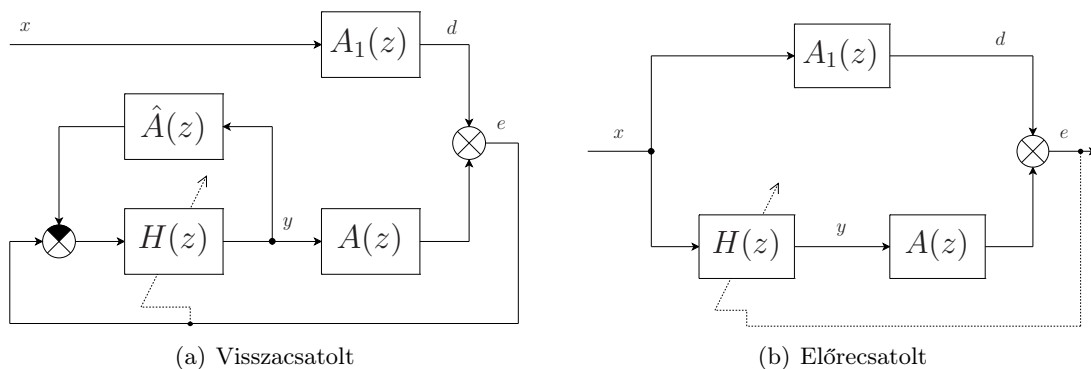 x
A₁(z)
d
Â(z)
e
H(z)
y
A(z)
(a) Visszacsatolt
A₁(z)
d
x
e
H(z)
y
A(z)
(b) Előrecsatolt